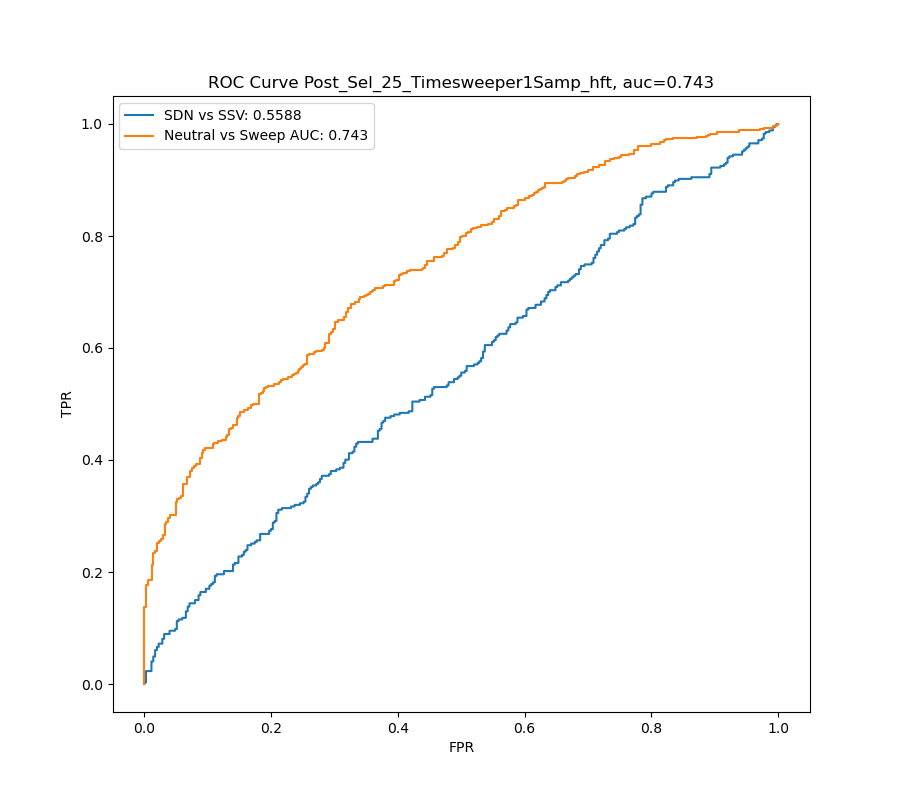 ROC Curve Post_Sel_25_Timesweeper1Samp_hft, auc=0.743
SDN vs SSV: 0.5588
Neutral vs Sweep AUC: 0.743
1.0
0.8
0.6
0.4
0.2
0.0
TPR
0.0 0.2 0.4 0.6 0.8 1.0
FPR